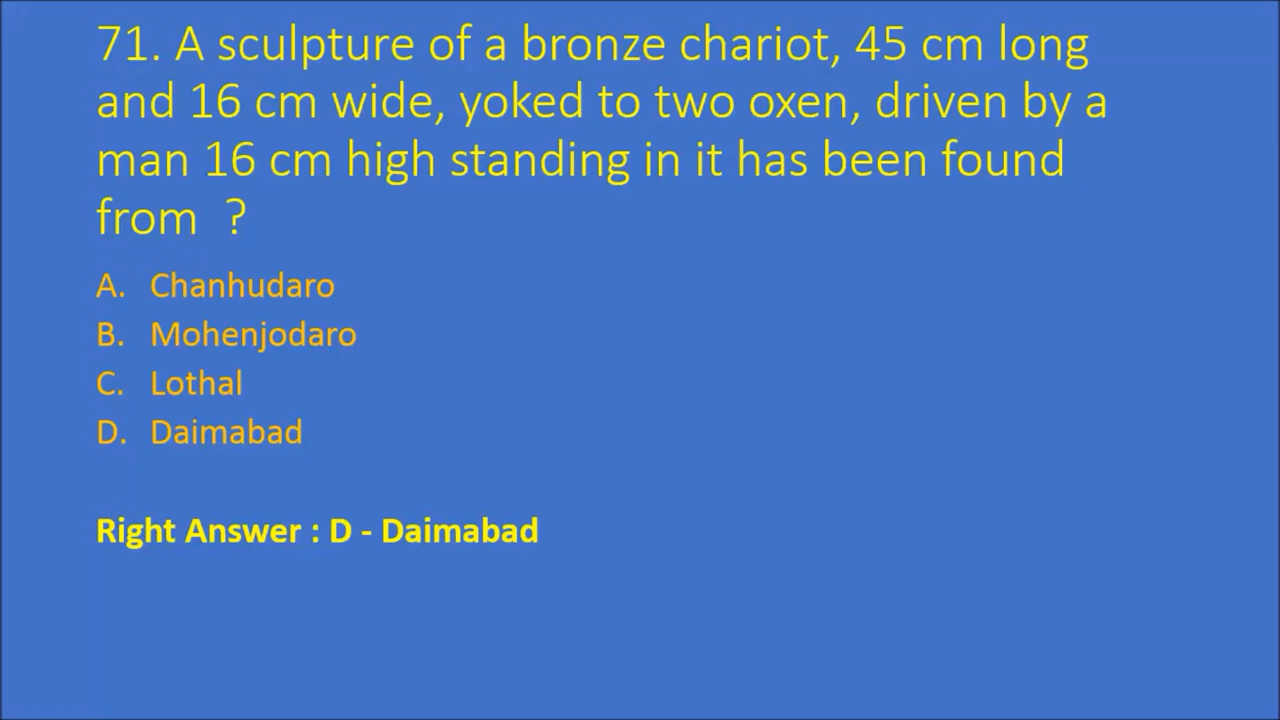 71. A sculpture of a bronze chariot, 45 cm long
and 16 cm wide, yoked to two oxen, driven by a
man 16 cm high standing in it has been found
from ?
A. Chanhudaro
B. Mohenjodaro
C. Lothal
D. Daimabad
Right Answer : D - Daimabad